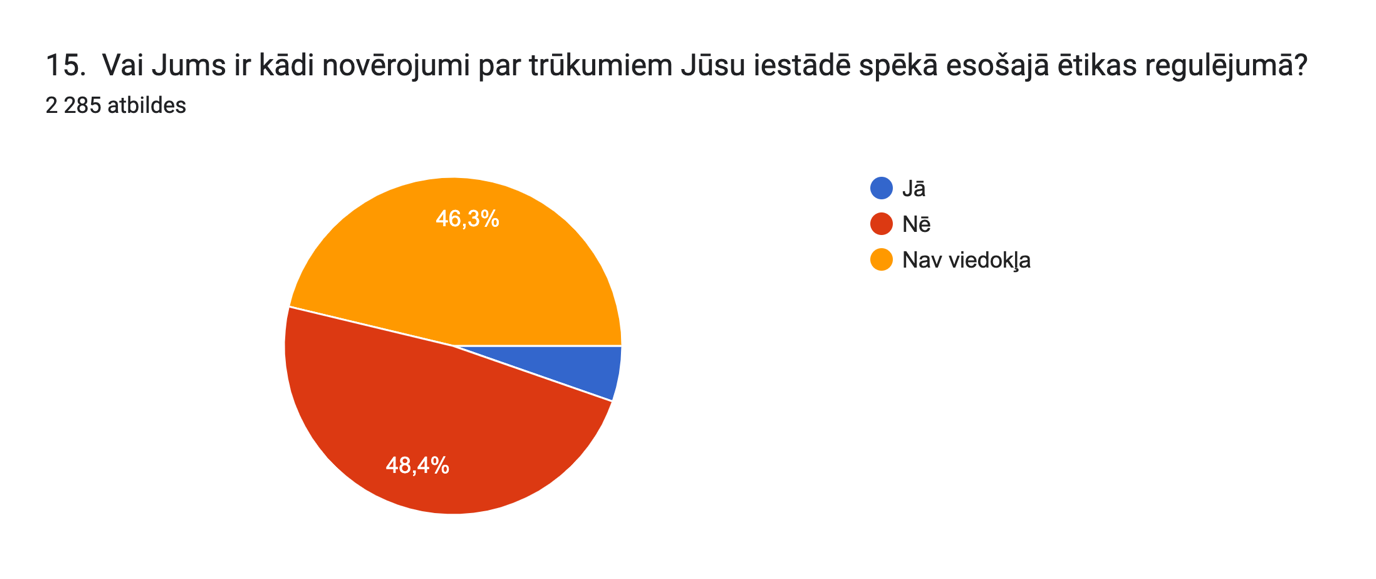 15. Vai Jums ir kādi novērojumi par trūkumiem Jūsu iestādē spēkā esošajā ētikas regulējumā?
2 285 atbildes
46,3%
48,4%
Jā
Nē
Nav viedokļa